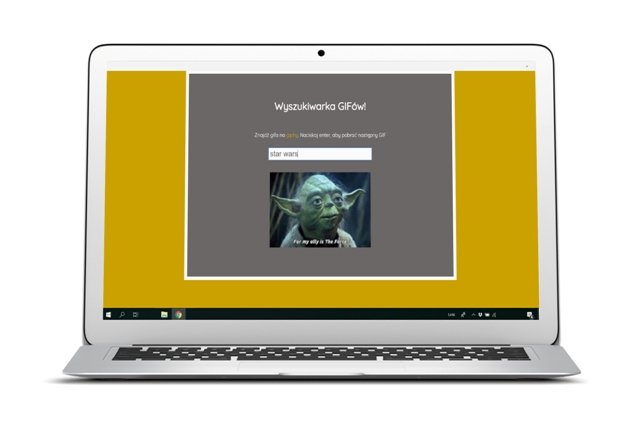 Wyszukiwarka GIFów!
Znajdź gifa na giphy. Naciskaj enter, aby pobrać następny GIF
star wars
For my ally is The Force